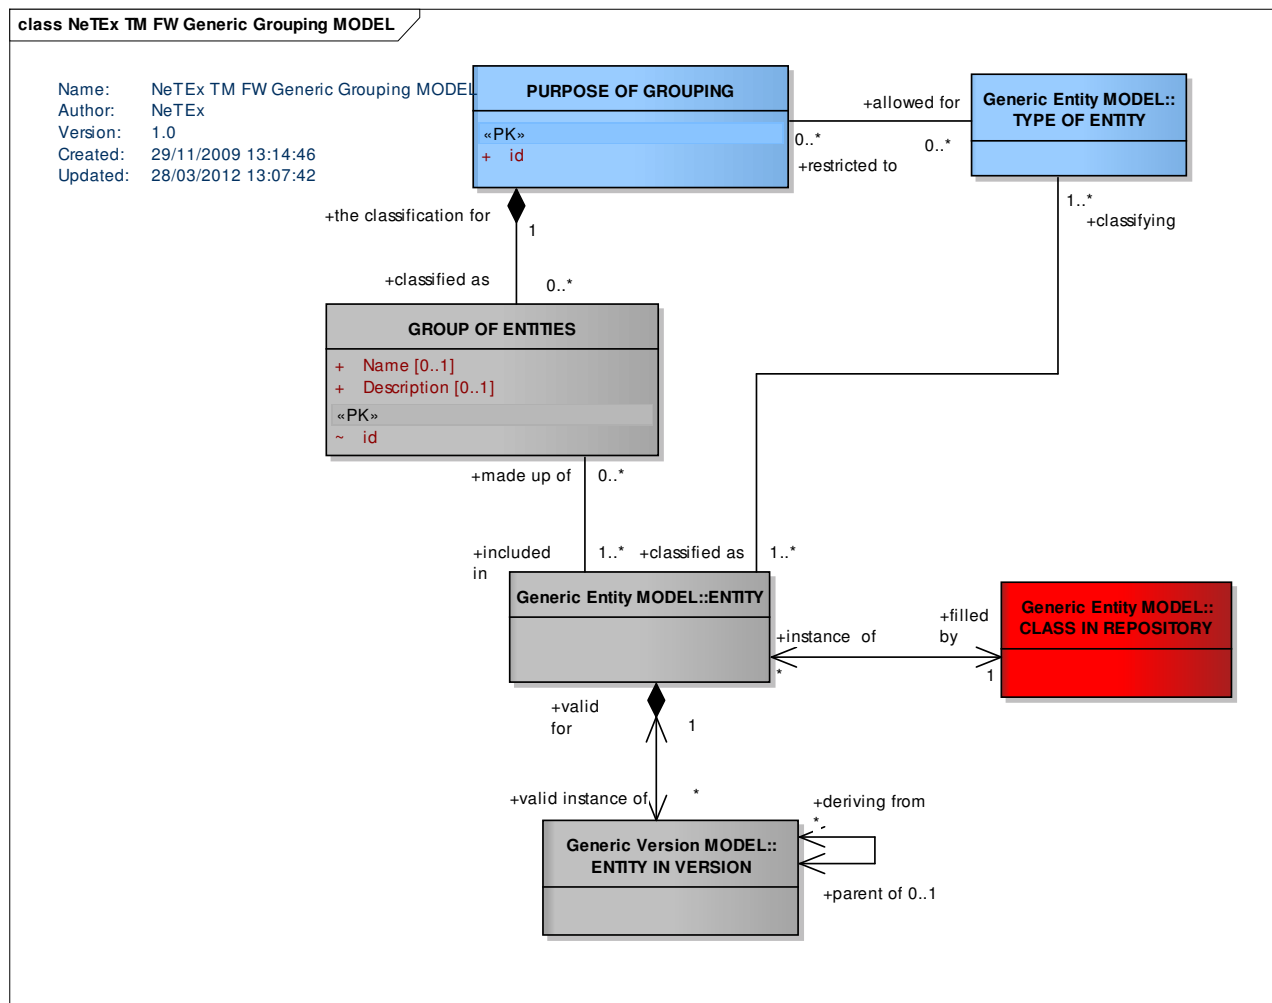 class NeTEx TM FW Generic Grouping MODEL
Name: NeTEx TM FW Generic Grouping MODEL
Author: NeTEx
Version: 1.0
Created: 29/11/2009 13:14:46
Updated: 28/03/2012 13:07:42
PURPOSE OF GROUPING
«PK»
+ id
+allowed for
0..*
0..*
+restricted to
Generic Entity MODEL::
TYPE OF ENTITY
1..*
+classifying
+the classification for
1
+classified as
0..*
GROUP OF ENTITIES
+ Name [0..1]
+ Description [0..1]
«PK»
~ id
+made up of
0..*
+included
in
1..*
+classified as
1..*
Generic Entity MODEL::ENTITY
+instance of
*
+filled
by
1
Generic Entity MODEL::
CLASS IN REPOSITORY
+valid
for
1
+valid instance of
*
Generic Version MODEL::
ENTITY IN VERSION
+deriving from
*
+parent of 0..1